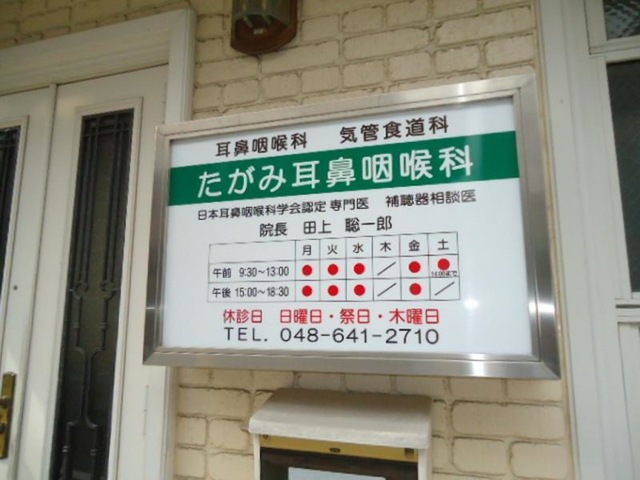 耳鼻咽喉科 気管食道科
たがみ耳鼻咽喉科
日本耳鼻咽喉科学会認定 専門医 補聴器相談医
院長 田上 聡一郎
月 火 水 木 金 土
午前 9:30～13:00 ● ● ● ／ ● ●
14:00まで
午後 15:00～18:30 ● ● ● ／ ● ／
休診日 日曜日・祭日・木曜日
TEL. 048-641-2710